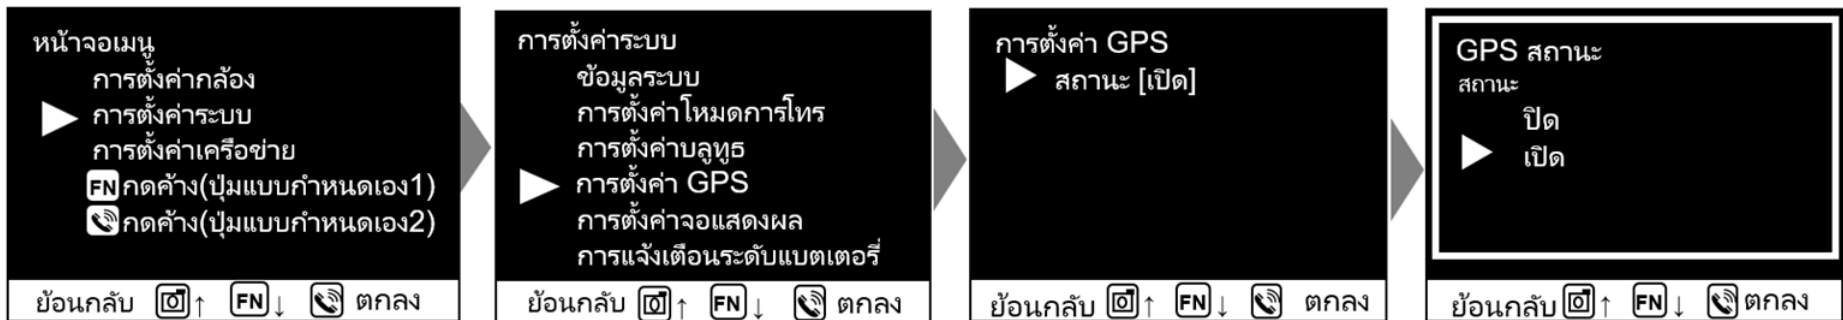 หน้าจอเมนู
การตั้งค่ากล้อง
การตั้งค่าระบบ
การตั้งค่าเครือข่าย
FN กดค้าง(ปุ่มแบบกำหนดเอง1)
กดค้าง(ปุ่มแบบกำหนดเอง2)
ย้อนกลับ ↑ FN ↓ ตกลง
การตั้งค่าระบบ
ข้อมูลระบบ
การตั้งค่าโหมดการโทร
การตั้งค่าบลูทูธ
การตั้งค่า GPS
การตั้งค่าจอแสดงผล
การแจ้งเตือนระดับแบตเตอรี่
ย้อนกลับ ↑ FN ↓ ตกลง
การตั้งค่า GPS
สถานะ [เปิด]
ย้อนกลับ ↑ FN ↓ ตกลง
GPS สถานะ
สถานะ
ปิด
เปิด
ย้อนกลับ ↑ FN ↓ ตกลง